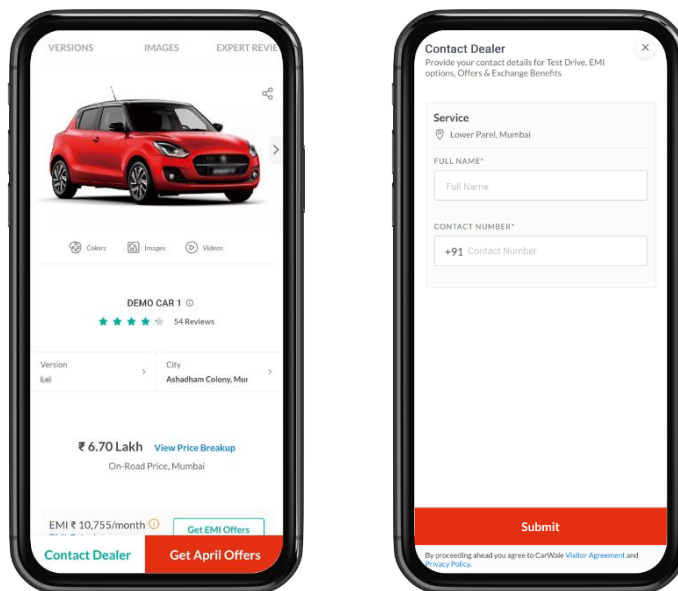 VERSIONS IMAGES EXPERT REVIE
Colors Images Videos
DEMO CAR 1
54 Reviews
Version
City
Ashadham Colony, Mur
₹ 6.70 Lakh View Price Breakup
On-Road Price, Mumbai
EMI ₹ 10,755/month
Get EMI Offers
Contact Dealer Get April Offers
Contact Dealer
Provide your contact details for Test Drive, EMI
options, Offers & Exchange Benefits
Service
Lower Parel, Mumbai
FULL NAME*
Full Name
CONTACT NUMBER*
+91 Contact Number
Submit
By proceeding ahead you agree to CarWale Visitor Agreement and
Privacy Policy.